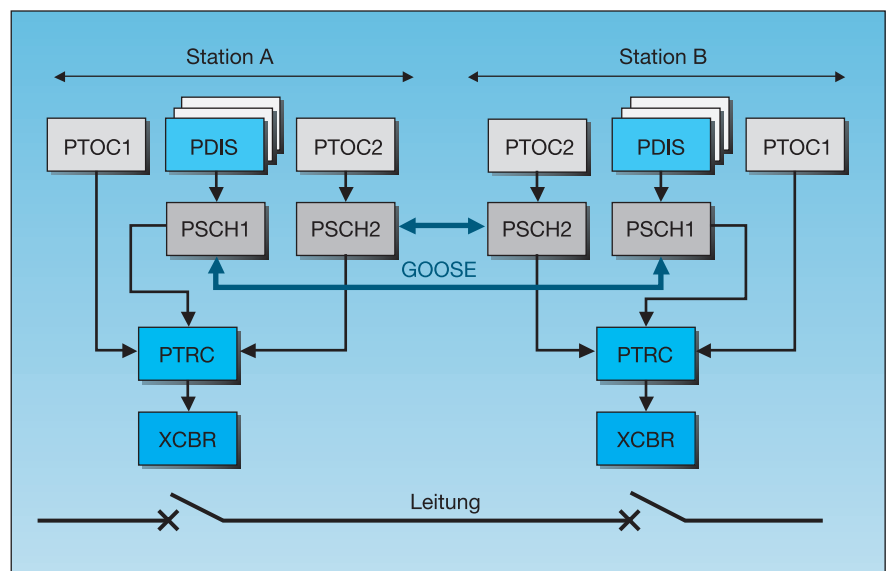 Station A
Station B
PTOC1
PDIS
PTOC2
PTOC2
PDIS
PTOC1
PSCH1
PSCH2
PSCH2
PSCH1
GOOSE
PTRC
PTRC
XCBR
XCBR
Leitung